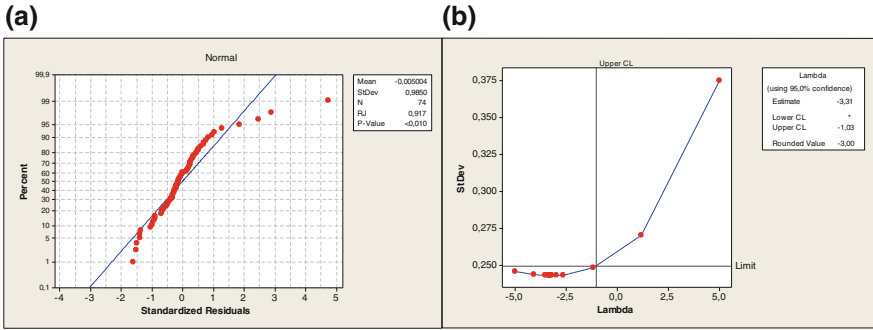 (a)
Normal
99,9
99
95
90
80
70
60
50
40
30
20
10
5
1
0,1
Percent
-4 -3 -2 -1 0 1 2 3 4 5
Standardized Residuals
Mean -0,005004
StDev 0,9850
N 74
RJ 0,917
P-Value <0,010
(b)
Upper CL
0,375
0,350
0,325
0,300
0,275
0,250
StDev
Limit
-5,0 -2,5 0,0 2,5 5,0
Lambda
Lambda
(using 95,0% confidence)
Estimate -3,31
Lower CL *
Upper CL -1,03
Rounded Value -3,00